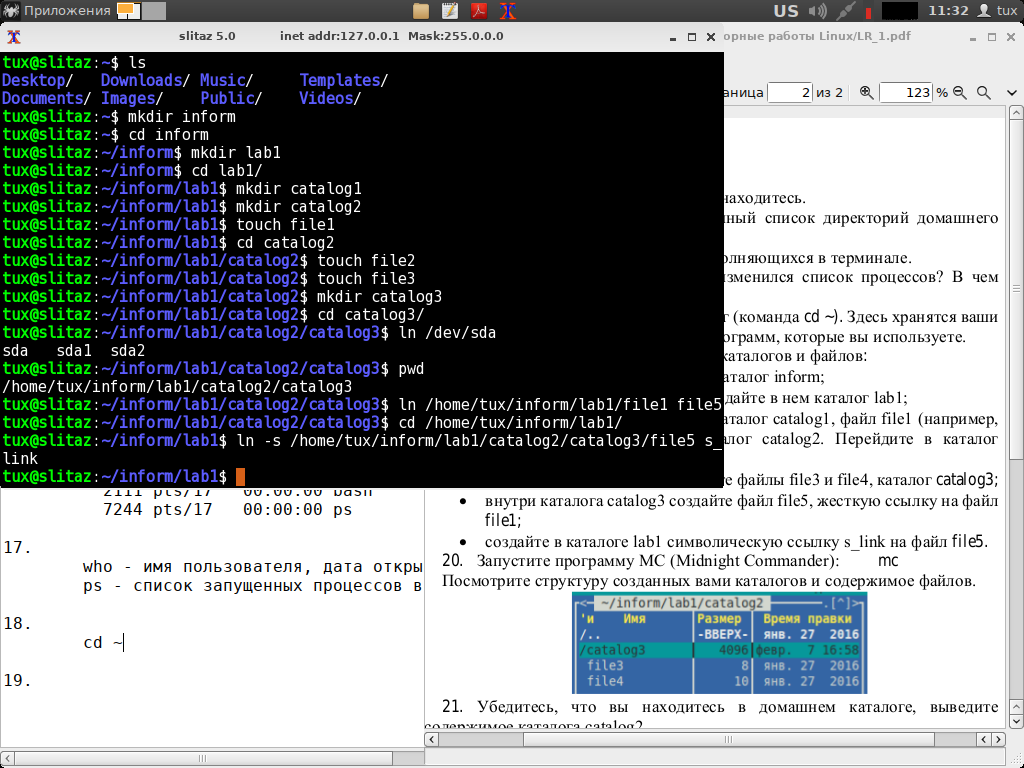 Приложения
US
11:32
tux
slitaz 5.0 inet addr:127.0.0.1 Mask:255.0.0.0
орные работы Linux/LR_1.pdf
tux@slitaz:~$ ls
Desktop/ Downloads/ Music/ Templates/
Documents/ Images/ Public/ Videos/
tux@slitaz:~$ mkdir inform
tux@slitaz:~$ cd inform
tux@slitaz:~/inform$ mkdir lab1
tux@slitaz:~/inform$ cd lab1/
tux@slitaz:~/inform/lab1$ mkdir catalog1
tux@slitaz:~/inform/lab1$ mkdir catalog2
tux@slitaz:~/inform/lab1$ touch file1
tux@slitaz:~/inform/lab1$ cd catalog2
tux@slitaz:~/inform/lab1/catalog2$ touch file2
tux@slitaz:~/inform/lab1/catalog2$ touch file3
tux@slitaz:~/inform/lab1/catalog2$ mkdir catalog3
tux@slitaz:~/inform/lab1/catalog2$ cd catalog3/
tux@slitaz:~/inform/lab1/catalog2/catalog3$ ln /dev/sda
sda sda1 sda2
tux@slitaz:~/inform/lab1/catalog2/catalog3$ pwd
/home/tux/inform/lab1/catalog2/catalog3
tux@slitaz:~/inform/lab1/catalog2/catalog3$ ln /home/tux/inform/lab1/file1 file5
tux@slitaz:~/inform/lab1/catalog2/catalog3$ cd /home/tux/inform/lab1/
tux@slitaz:~/inform/lab1$ ln -s /home/tux/inform/lab1/catalog2/catalog3/file5 s_
link
tux@slitaz:~/inform/lab1$
2111 pts/17 00:00:00 bash
7244 pts/17 00:00:00 ps
17.
who - имя пользователя, дата откры
ps - список запущенных процессов в
18.
cd ~
19.
аница 2 из 2 123 %
находитесь.
ный список директорий домашнего
олняющихся в терминале.
изменился список процессов? В чем
г (команда cd ~). Здесь хранятся ваши
ограмм, которые вы используете.
каталогов и файлов:
аталог inform;
дайте в нем каталог lab1;
аталог catalog1, файл file1 (например,
лог catalog2. Перейдите в каталог
те файлы file3 и file4, каталог catalog3;
• внутри каталога catalog3 создайте файл file5, жесткую ссылку на файл
file1;
• создайте в каталоге lab1 символическую ссылку s_link на файл file5.
20. Запустите программу MC (Midnight Commander): mc
Посмотрите структуру созданных вами каталогов и содержимое файлов.
<— ~/inform/lab1/catalog2 —.[^]>
'и Имя Размер Время правки
/.. -ВВЕРХ- янв. 27 2016
/catalog3 4096 февр. 7 16:58
file3 8 янв. 27 2016
file4 10 янв. 27 2016
21. Убедитесь, что вы находитесь в домашнем каталоге, выведите
содержимое каталога catalog2